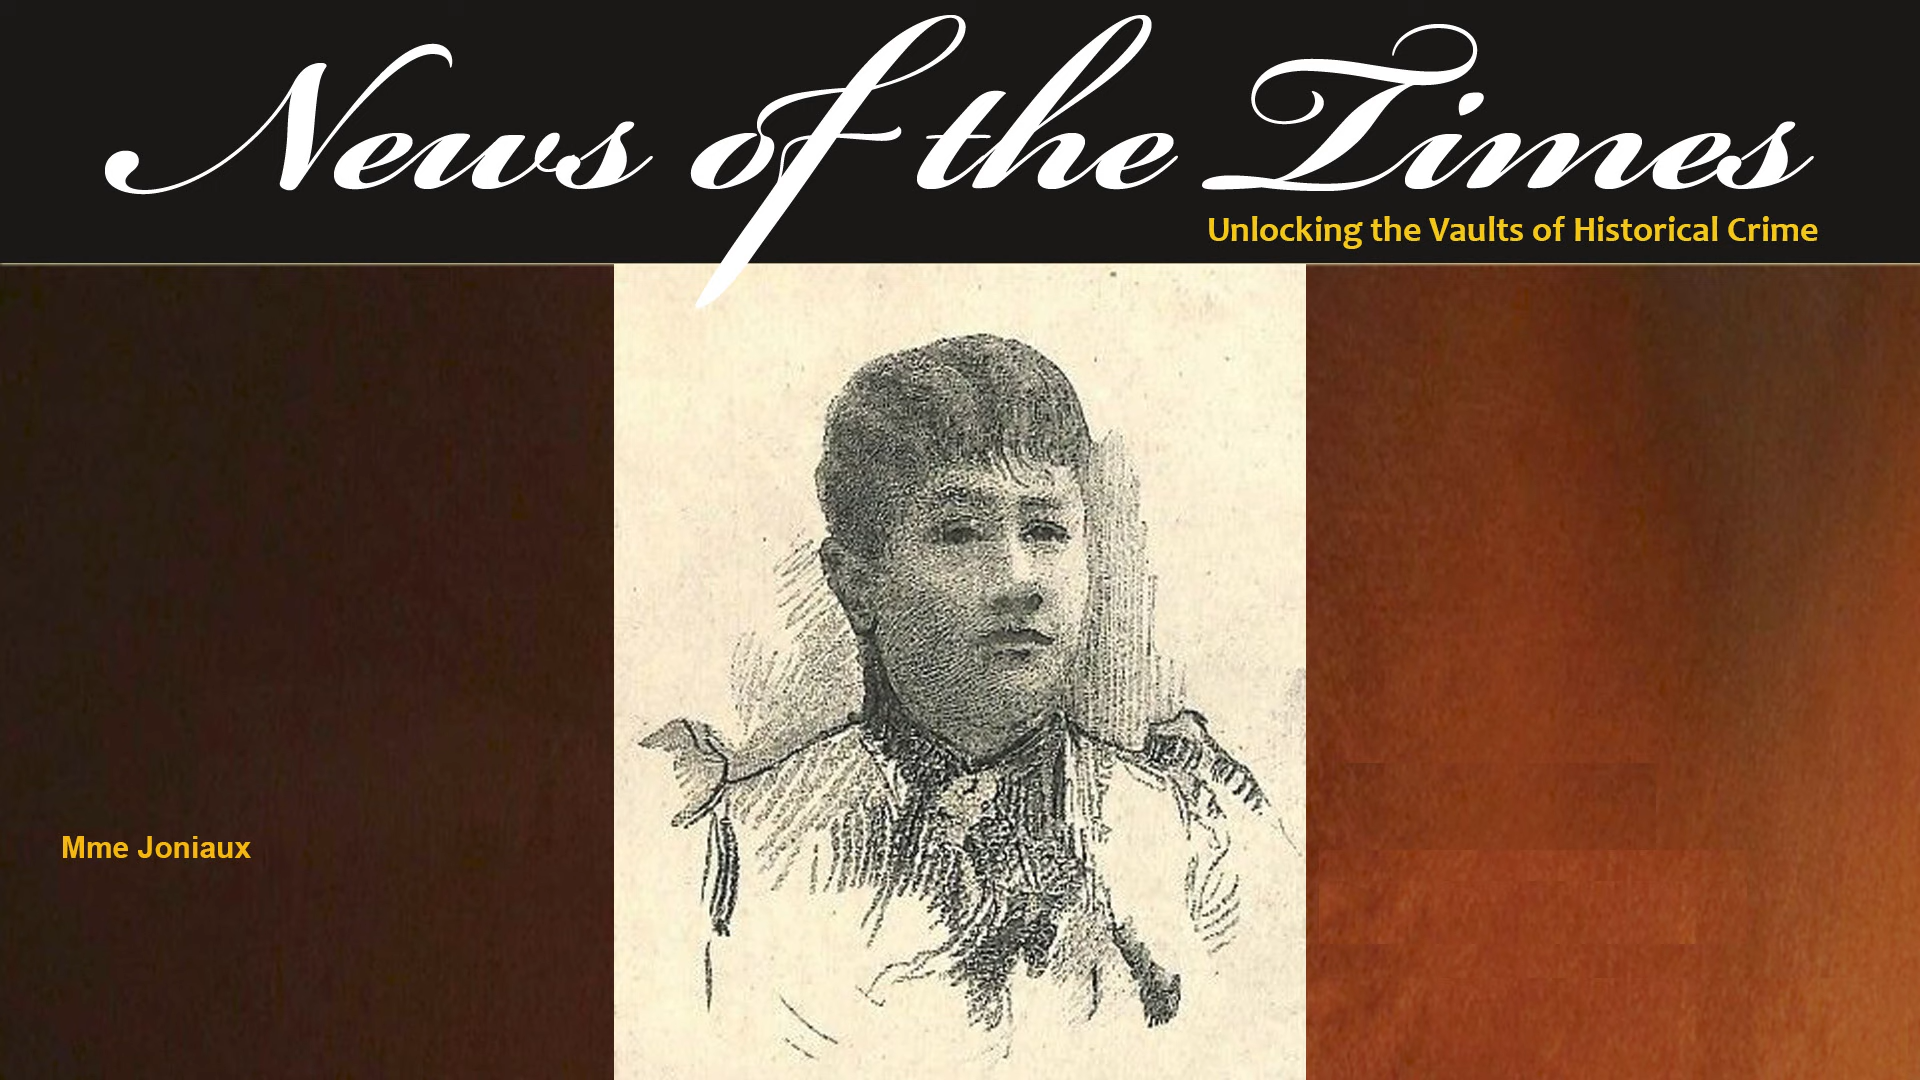 News of the Times
Unlocking the Vaults of Historical Crime
Mme Joniaux